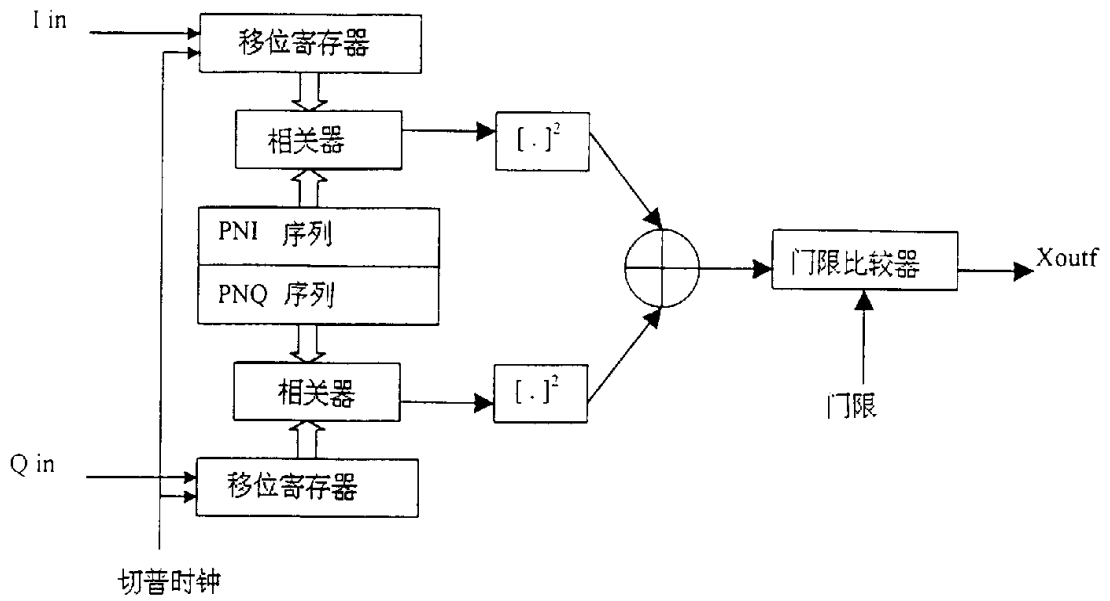 I in
移位寄存器
相关器
[ . ]²
PNI 序列
PNQ 序列
门限比较器
Xoutf
相关器
[ . ]²
门限
Q in
移位寄存器
切普时钟